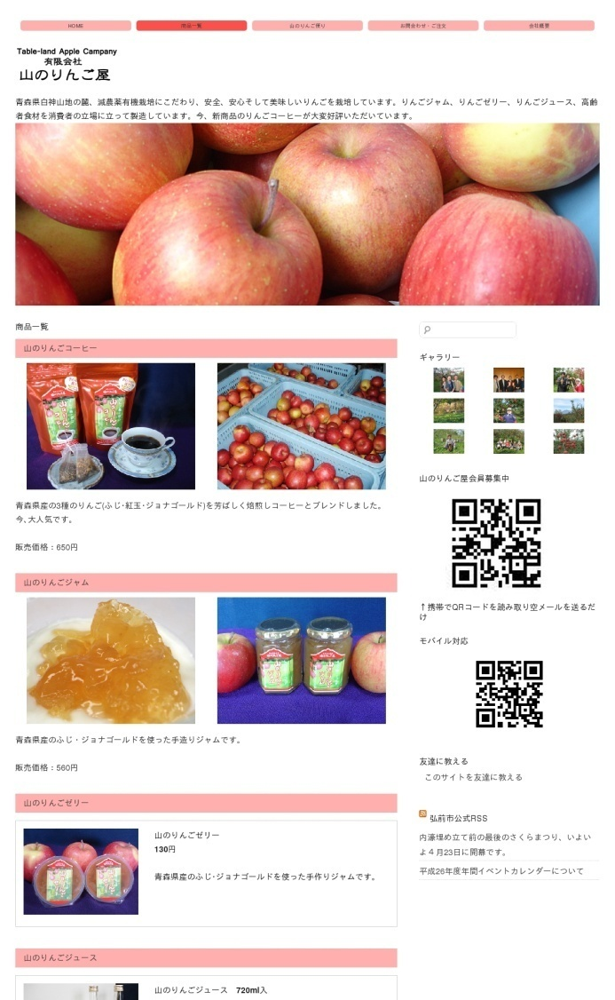 HOME
商品一覧
山のりんご便り
お問合わせ・ご注文
会社概要
Table-land Apple Campany
有限会社
山のりんご屋
青森県白神山地の麓、減農薬有機栽培にこだわり、安全、安心そして美味しいりんごを栽培しています。りんごジャム、りんごゼリー、りんごジュース、高齢
者食材を消費者の立場に立って製造しています。今、新商品のりんごコーヒーが大変好評いただいています。
商品一覧
山のりんごコーヒー
青森県産の3種のりんご(ふじ･紅玉･ジョナゴールド)を芳ばしく焙煎しコーヒーとブレンドしました。
今､大人気です。
販売価格：650円
山のりんごジャム
青森県産のふじ・ジョナゴールドを使った手造りジャムです。
販売価格：560円
山のりんごゼリー
山のりんごゼリー
130円
青森県産のふじ･ジョナゴールドを使った手作りジャムです。
山のりんごジュース
山のりんごジュース　720ml入
ギャラリー
山のりんご屋会員募集中
↑携帯でQRコードを読み取り空メールを送るだ
け
モバイル対応
友達に教える
このサイトを友達に教える
弘前市公式RSS
内濠埋め立て前の最後のさくらまつり、いよい
よ４月23日に開幕です。
平成26年度年間イベントカレンダーについて